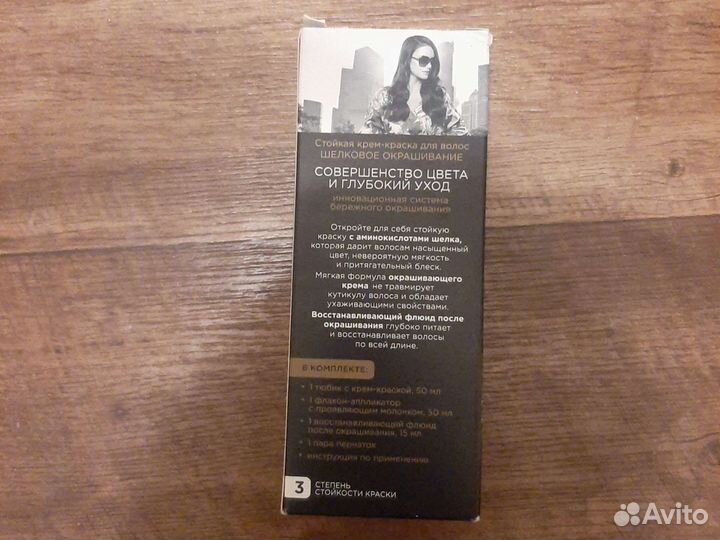 Стойкая крем-краска для волос
ШЕЛКОВОЕ ОКРАШИВАНИЕ
СОВЕРШЕНСТВО ЦВЕТА
И ГЛУБОКИЙ УХОД
инновационная система
бережного окрашивания
Откройте для себя стойкую
краску с аминокислотами шелка,
которая дарит волосам насыщенный
цвет, невероятную мягкость
и притягательный блеск.
Мягкая формула окрашивающего
крема не травмирует
кутикулу волоса и обладает
ухаживающими свойствами.
Восстанавливающий флюид после
окрашивания глубоко питает
и восстанавливает волосы
по всей длине.
В КОМПЛЕКТЕ:
• 1 тюбик с крем-краской, 50 мл
• 1 флакон-аппликатор
с проявляющим молочком, 50 мл
• 1 восстанавливающий флюид
после окрашивания, 15 мл
• 1 пара перчаток
• инструкция по применению.
3 СТЕПЕНЬ
СТОЙКОСТИ КРАСКИ
Avito